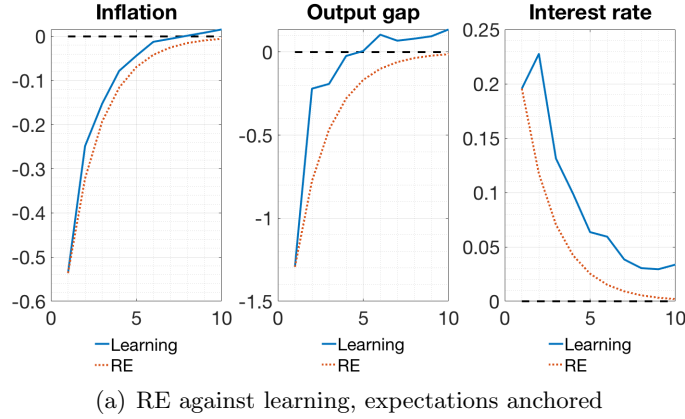 Inflation
0
-0.1
-0.2
-0.3
-0.4
-0.5
-0.6
0
5
10
Learning
RE
Output gap
0
-0.5
-1
-1.5
0
5
10
Learning
RE
Interest rate
0.25
0.2
0.15
0.1
0.05
0
0
5
10
Learning
RE
(a) RE against learning, expectations anchored